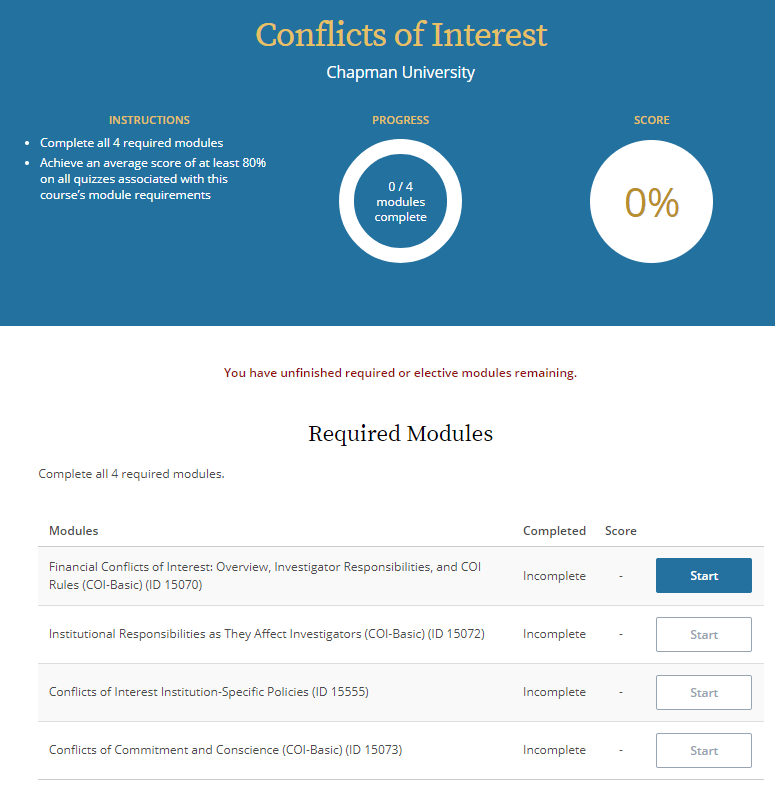 Conflicts of Interest
Chapman University
INSTRUCTIONS
Complete all 4 required modules
Achieve an average score of at least 80%
on all quizzes associated with this
course's module requirements
PROGRESS
0 / 4
modules
complete
SCORE
0%
You have unfinished required or elective modules remaining.
Required Modules
Complete all 4 required modules.
Modules Completed Score
Financial Conflicts of Interest: Overview, Investigator Responsibilities, and COI
Rules (COI-Basic) (ID 15070)
Incomplete - Start
Institutional Responsibilities as They Affect Investigators (COI-Basic) (ID 15072) Incomplete - Start
Conflicts of Interest Institution-Specific Policies (ID 15555) Incomplete - Start
Conflicts of Commitment and Conscience (COI-Basic) (ID 15073) Incomplete - Start